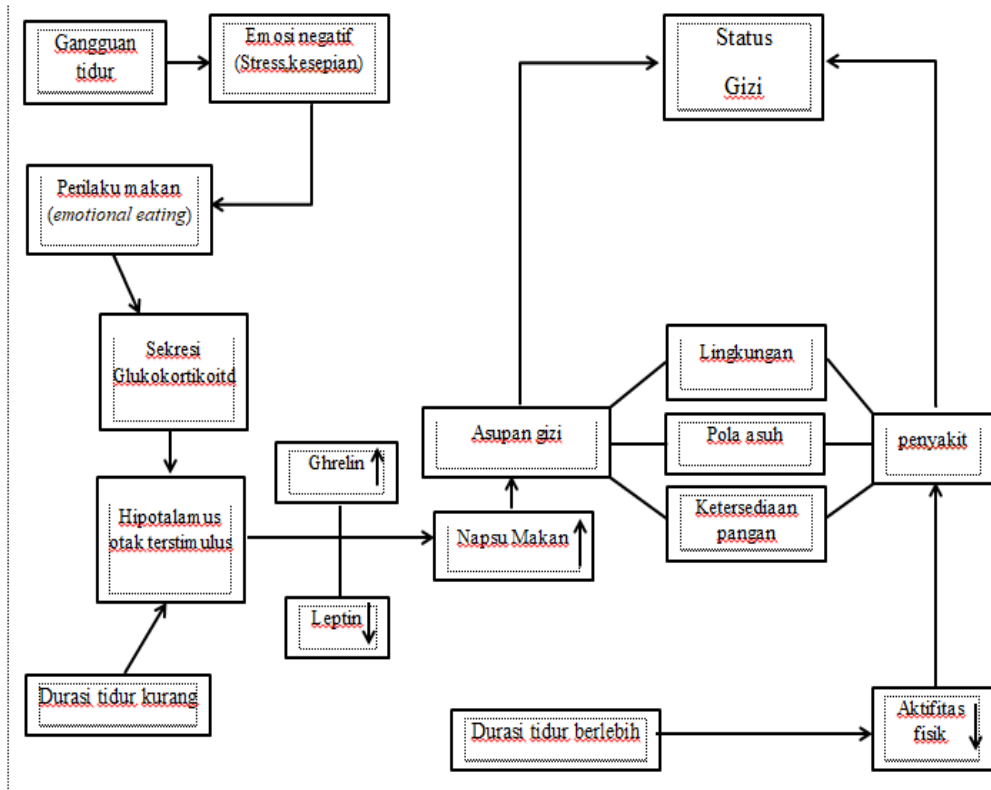 Gangguan
tidur
Emosi negatif
(Stress,kesepian)
Status
Gizi
Perilaku makan
(emotional eating)
Sekresi
Glukokortikoitd
Lingkungan
Asupan gizi
Pola asuh
penyakit
Ghrelin
Hipotalamus
otak terstimulus
Napsu Makan
Ketersediaan
pangan
Leptin
Durasi tidur kurang
Durasi tidur berlebih
Aktifitas
fisik